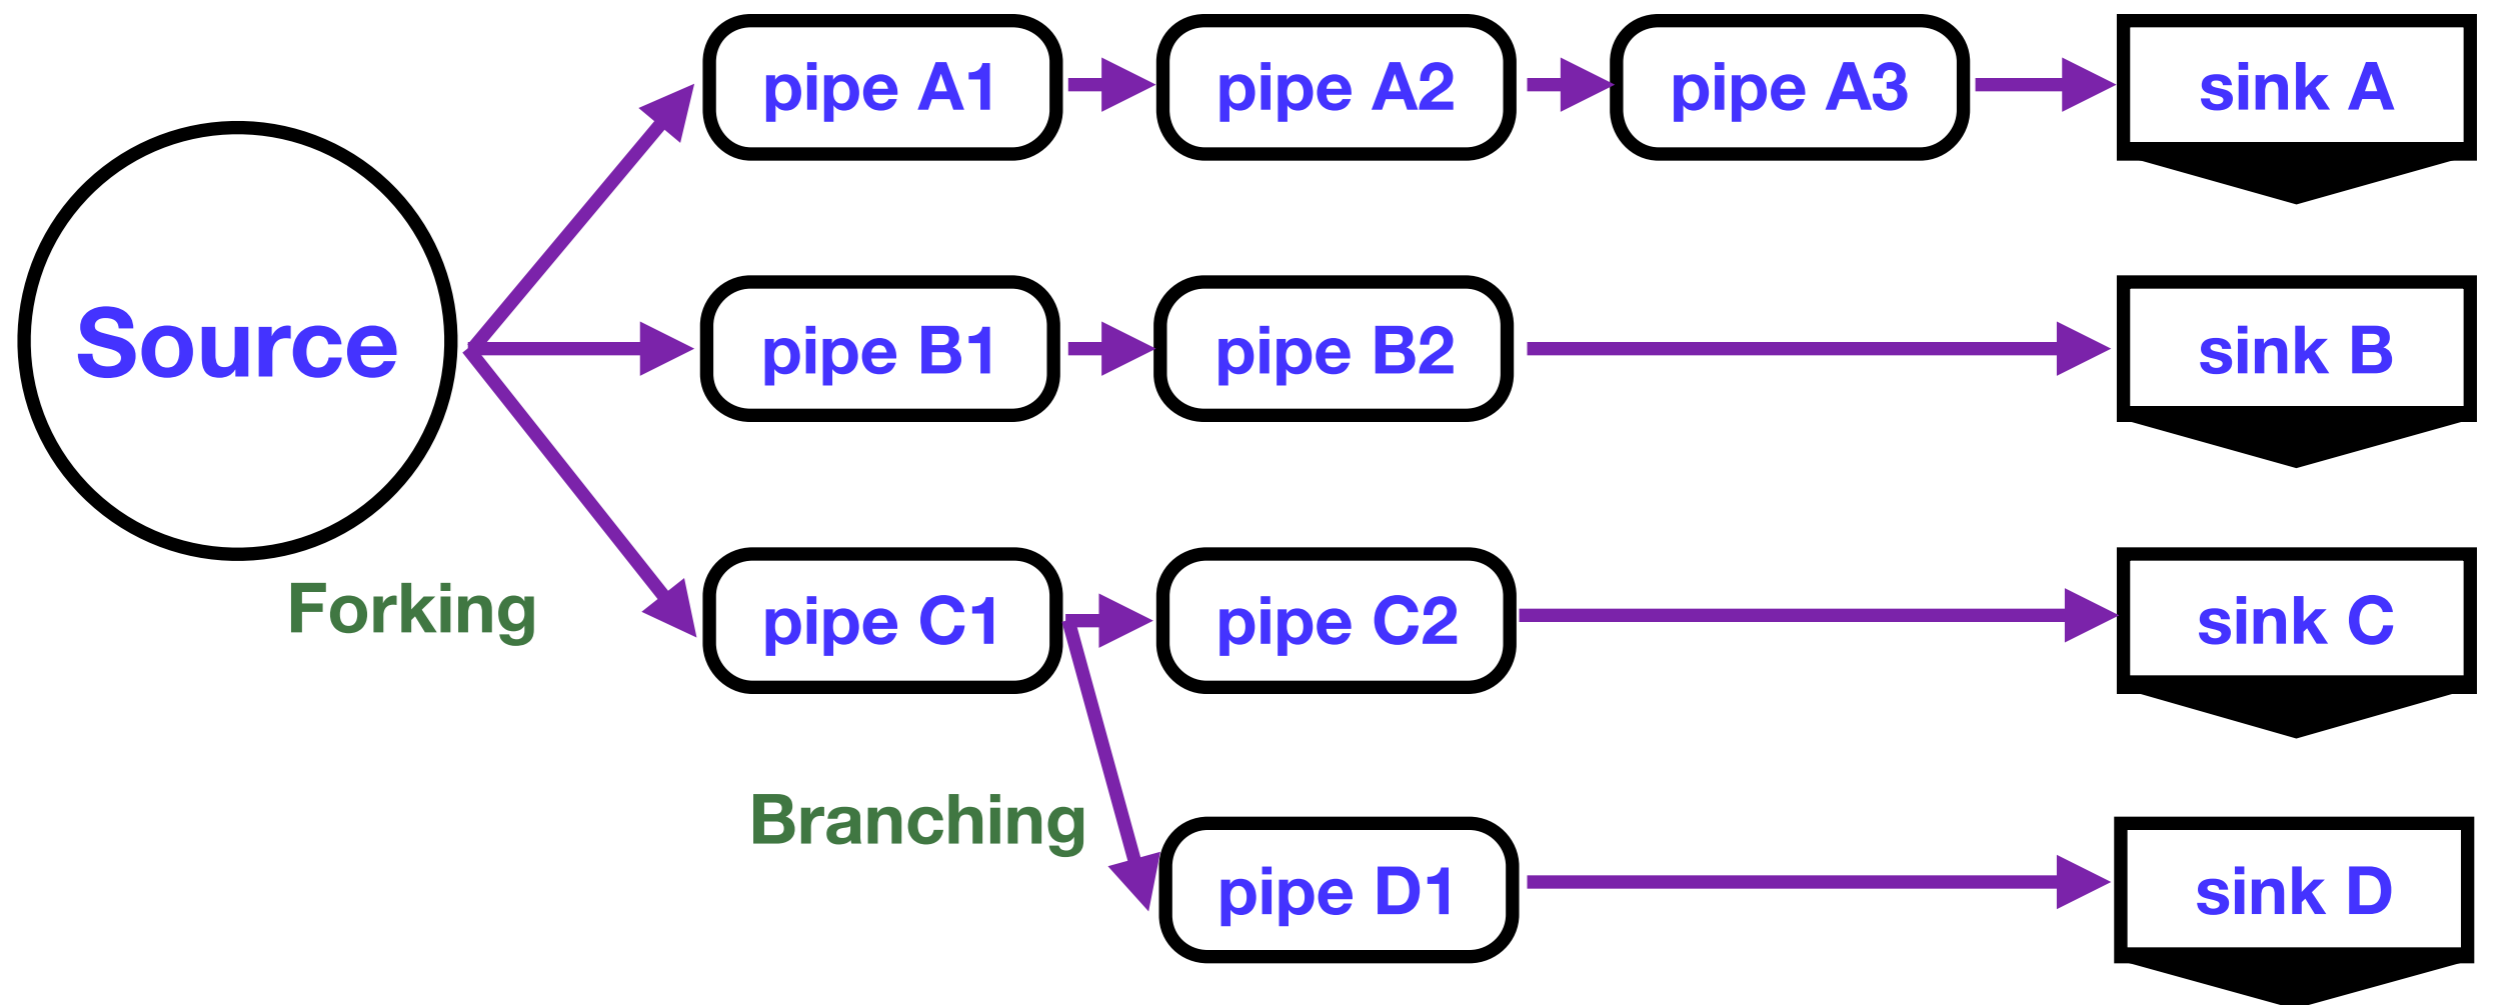 pipe A1
pipe A2
pipe A3
sink A
Source
pipe B1
pipe B2
sink B
Forking
pipe C1
pipe C2
sink C
Branching
pipe D1
sink D